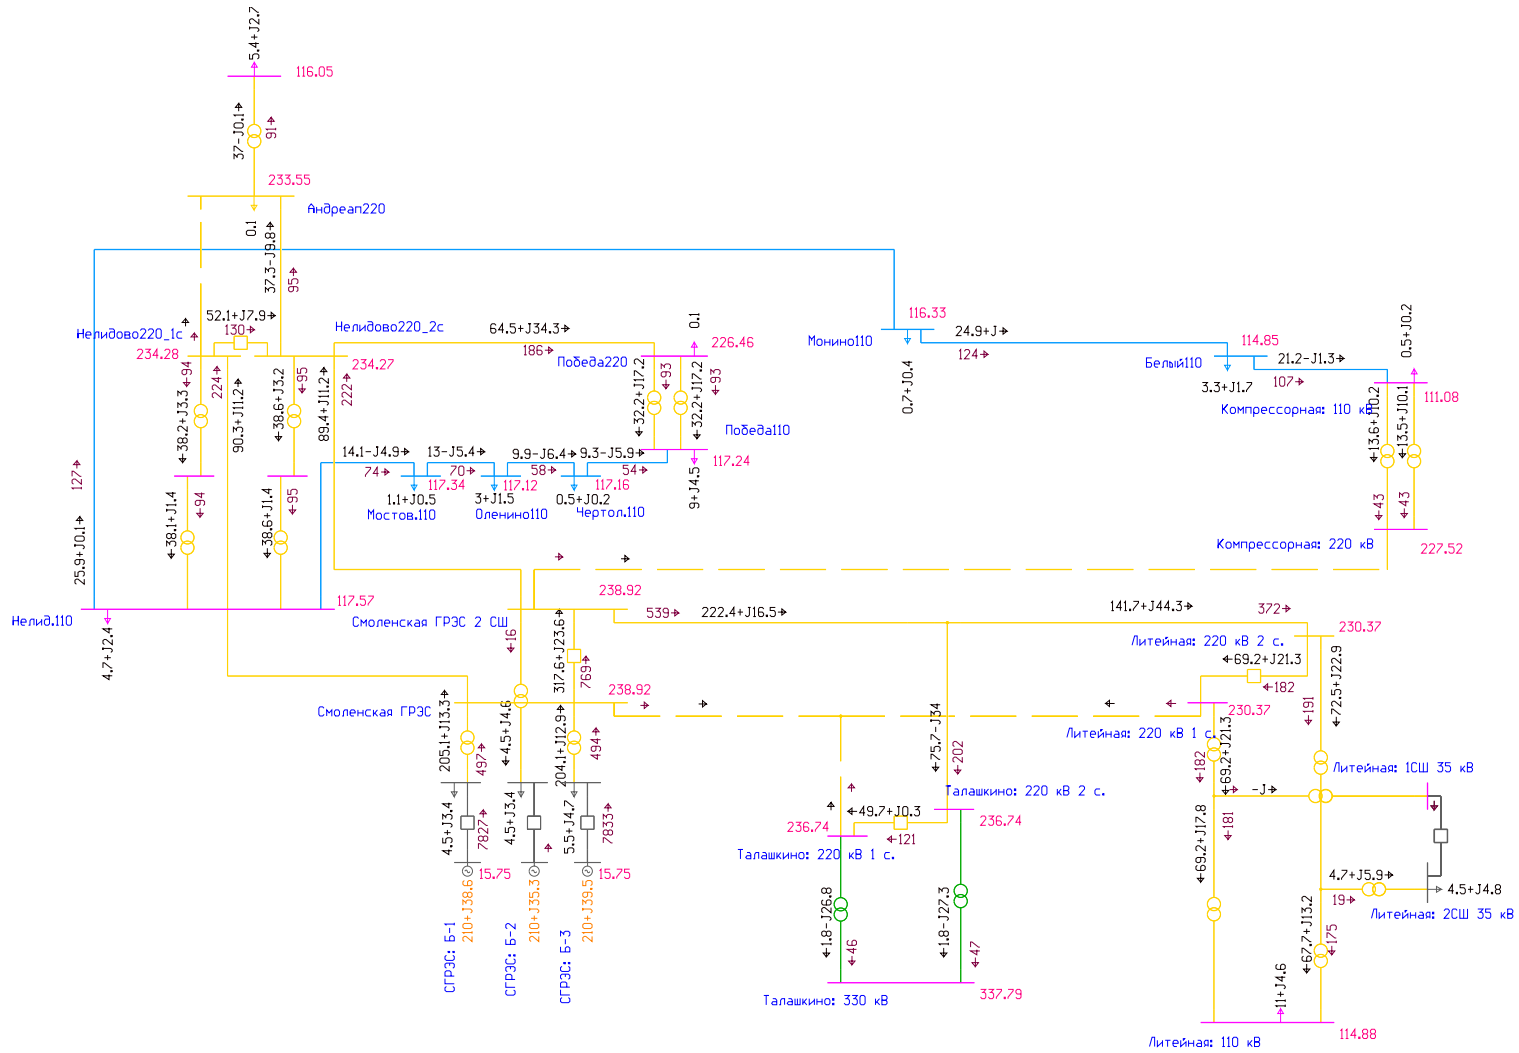 5.4+J2.7
116.05
37-J0.1
91
233.55
Андреап220
0.1
37.3-J9.8
95
52.1+J7.9
130
Нелидово220_1с
234.28
Нелидово220_2с
234.27
64.5+J34.3
186
0.1
226.46
Победа220
94
224
38.2+J3.3
90.3+J11.2
95
38.6+J3.2
89.4+J11.2
222
32.2+J17.2
93
32.2+J17.2
93
Победа110
117.24
9+J4.5
14.1-J4.9
74
13-J5.4
70
9.9-J6.4
58
9.3-J5.9
54
117.34
117.12
117.16
1.1+J0.5
3+J1.5
0.5+J0.2
Мостов.110
Оленино110
Чертол.110
94
95
38.1+J1.4
38.6+J1.4
127
25.9+J0.1
117.57
Нелид.110
4.7+J2.4
116.33
Монино110
0.7+J0.4
24.9+J
124
114.85
Белый110
3.3+J1.7
21.2-J1.3
107
0.5+J0.2
111.08
Компрессорная: 110 кВ
13.6+J10.2
13.5+J10.1
43
43
Компрессорная: 220 кВ
227.52
238.92
Смоленская ГРЭС 2 СШ
539
222.4+J16.5
141.7+J44.3
372
230.37
Литейная: 220 кВ 2 с.
16
317.6+J23.6
769
69.2+J21.3
182
72.5+J22.9
191
238.92
Смоленская ГРЭС
230.37
Литейная: 220 кВ 1 с.
205.1+J13.3
497
4.5+J4.6
204.1+J12.9
494
75.7-J34
202
182
69.2+J21.3
Литейная: 1СШ 35 кВ
-J
4.5+J3.4
7827
4.5+J3.4
5.5+J4.7
7833
Талашкино: 220 кВ 2 с.
236.74
49.7+J0.3
121
236.74
Талашкино: 220 кВ 1 с.
181
69.2+J17.8
4.7+J5.9
19
4.5+J4.8
Литейная: 2СШ 35 кВ
15.75
15.75
210+J38.6
210+J35.3
210+J39.5
СГРЭС: Б-1
СГРЭС: Б-2
СГРЭС: Б-3
1.8-J26.8
46
1.8-J27.3
47
67.7+J13.2
175
Талашкино: 330 кВ
337.79
11+J4.6
114.88
Литейная: 110 кВ